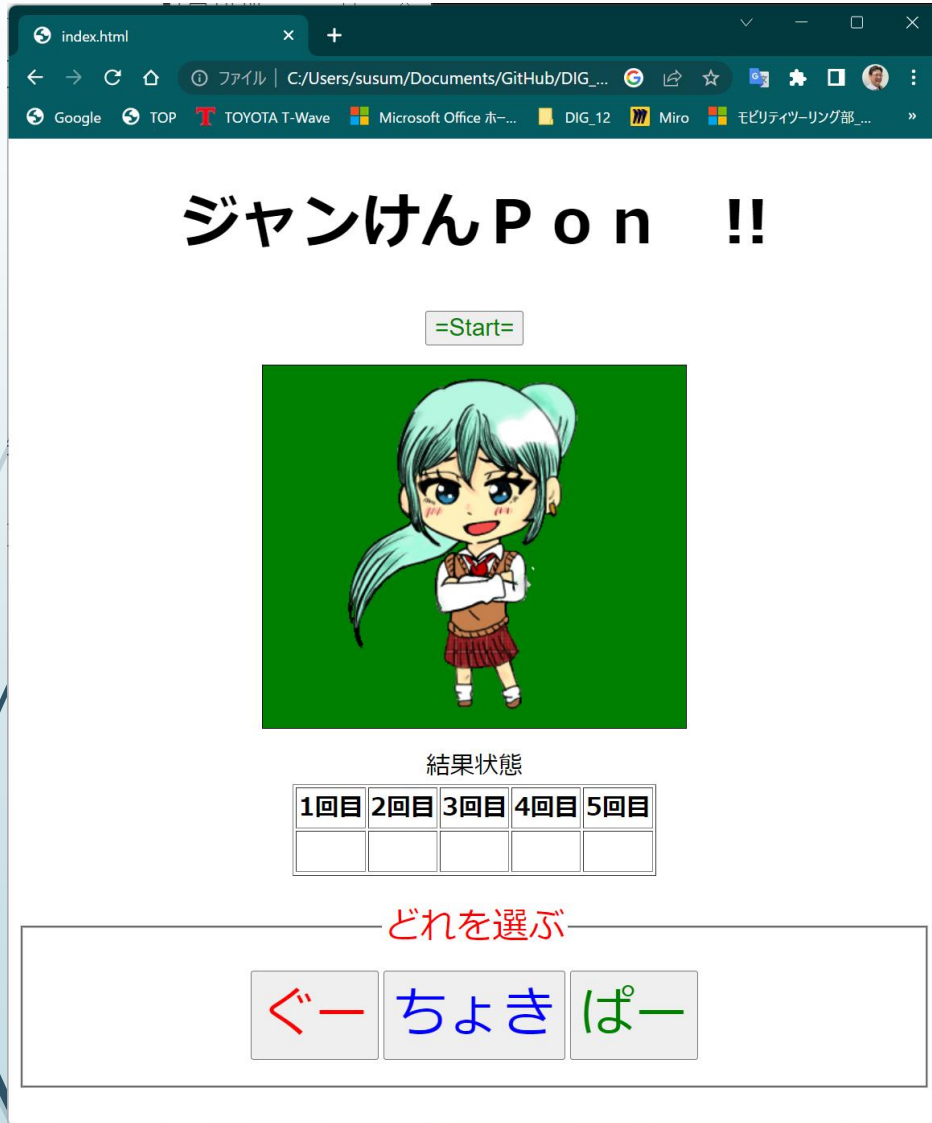 index.html
ファイル | C:/Users/susum/Documents/GitHub/DIG_...
Google TOP TOYOTA T-Wave Microsoft Office ホー... DIG_12 Miro モビリティツーリング部_... »
ジャンけんＰｏｎ　!!
=Start=
結果状態
1回目 2回目 3回目 4回目 5回目
どれを選ぶ
ぐー ちょき ぱー